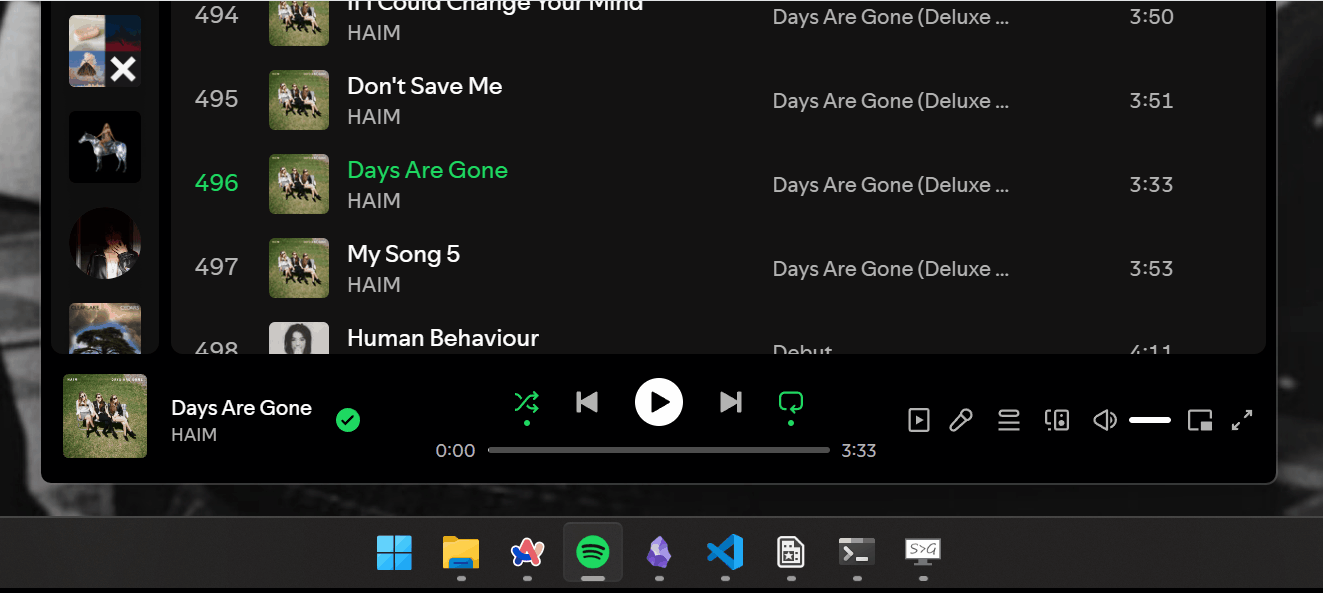 494
If I Could Change Your Mind
HAIM
Days Are Gone (Deluxe ...
3:50
495
Don't Save Me
HAIM
Days Are Gone (Deluxe ...
3:51
496
Days Are Gone
HAIM
Days Are Gone (Deluxe ...
3:33
497
My Song 5
HAIM
Days Are Gone (Deluxe ...
3:53
498
Human Behaviour
Debut
4:11
Days Are Gone
HAIM
0:00
3:33
S>G